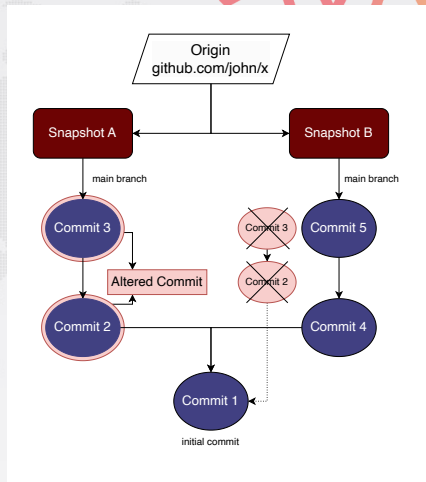 Origin
github.com/john/x
Snapshot A
Snapshot B
main branch
main branch
Commit 3
Commit 3
Commit 5
Altered Commit
Commit 2
Commit 2
Commit 4
Commit 1
initial commit